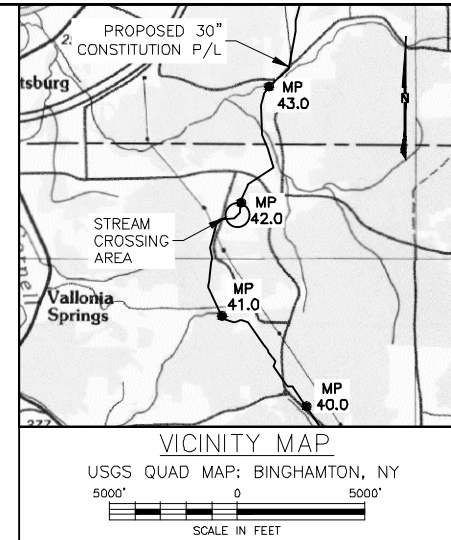 PROPOSED 30"
CONSTITUTION P/L
tsburg
MP
43.0
N
STREAM
CROSSING
AREA
MP
42.0
MP
41.0
Vallonia
Springs
MP
40.0
VICINITY MAP
USGS QUAD MAP: BINGHAMTON, NY
5000' 0 5000'
SCALE IN FEET